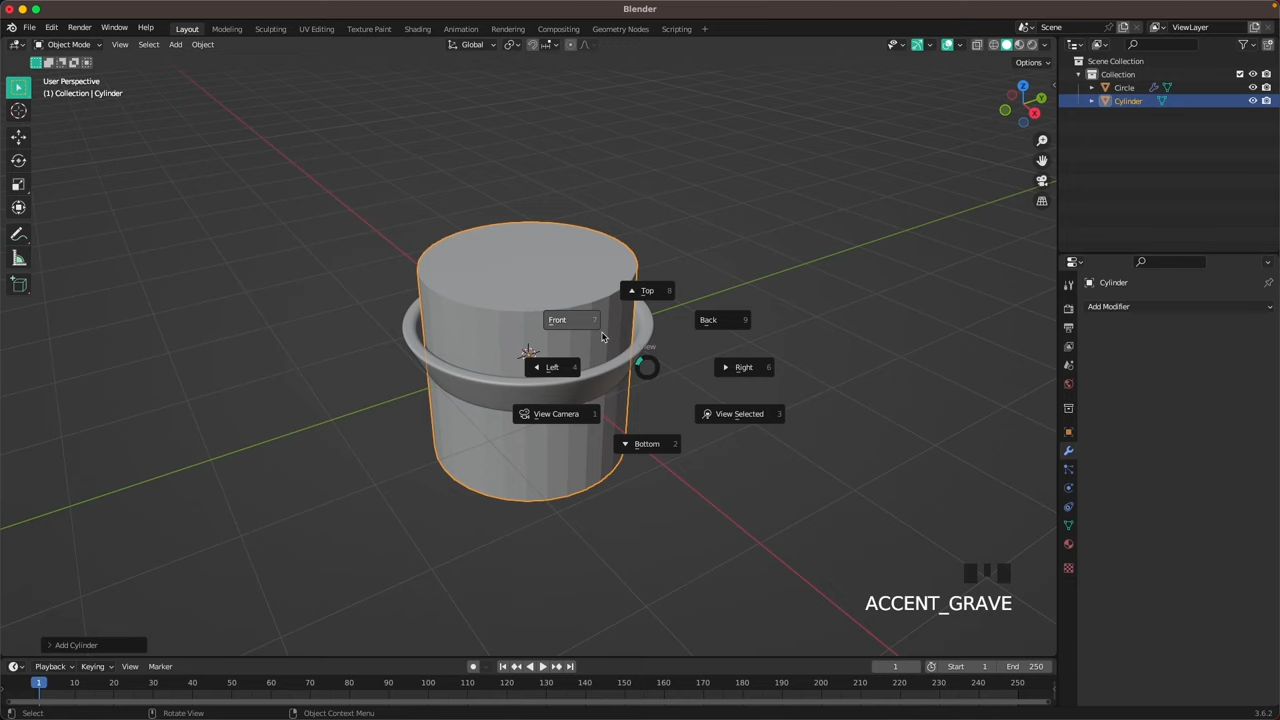 Blender
File Edit Render Window Help
Layout Modeling Sculpting UV Editing Texture Paint Shading Animation Rendering Compositing Geometry Nodes Scripting +
Scene
ViewLayer
Object Mode View Select Add Object
Global
Options
User Perspective
(1) Collection | Cylinder
Z
Y
X
Scene Collection
Collection
Circle
Cylinder
Cylinder
Add Modifier
Top 8
Front 7
Back 9
Left 4
Right 6
View Camera 1
View Selected 3
Bottom 2
ACCENT_GRAVE
Add Cylinder
Playback Keying View Marker
1
Start 1 End 250
1 10 20 30 40 50 60 70 80 90 100 110 120 130 140 150 160 170 180 190 200 210 220 230 240 250
Select Rotate View Object Context Menu
3.6.2